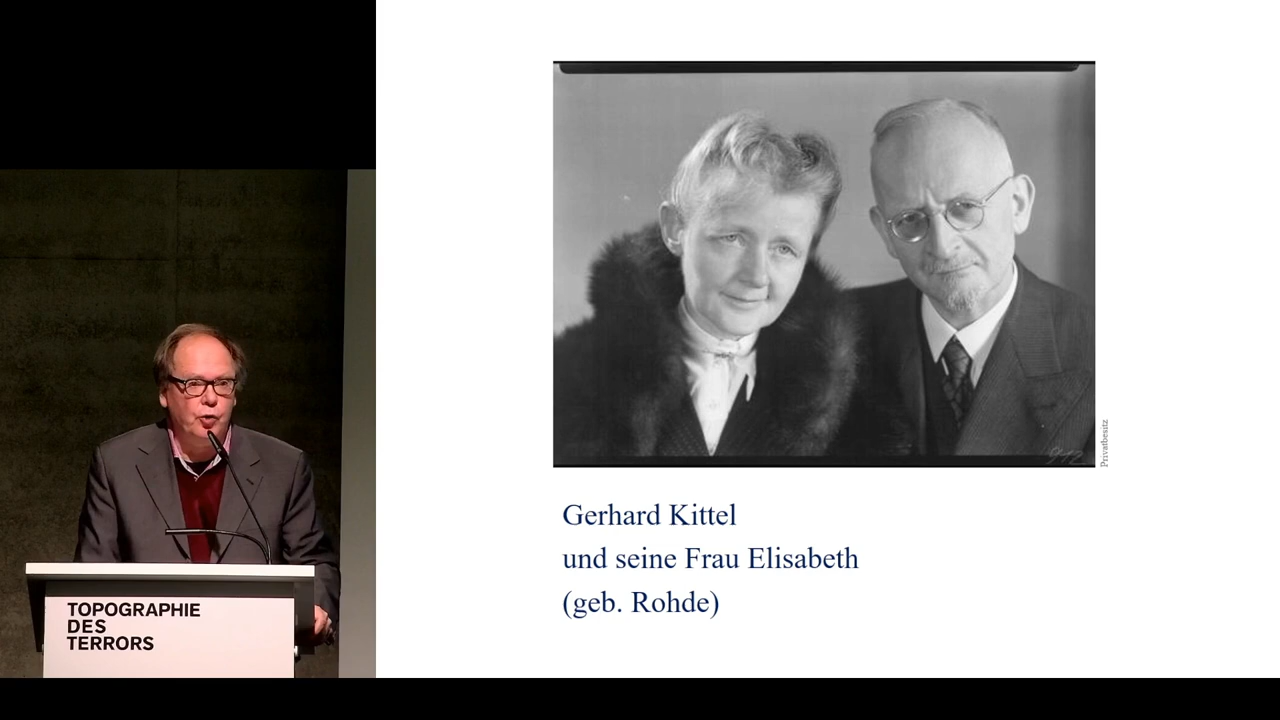 TOPOGRAPHIE
DES
TERRORS
Gerhard Kittel
und seine Frau Elisabeth
(geb. Rohde)
Privatbesitz